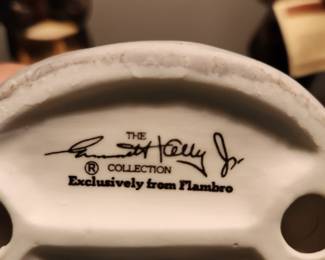 THE
Emmett Kelly Jr.
® COLLECTION
Exclusively from Flambro